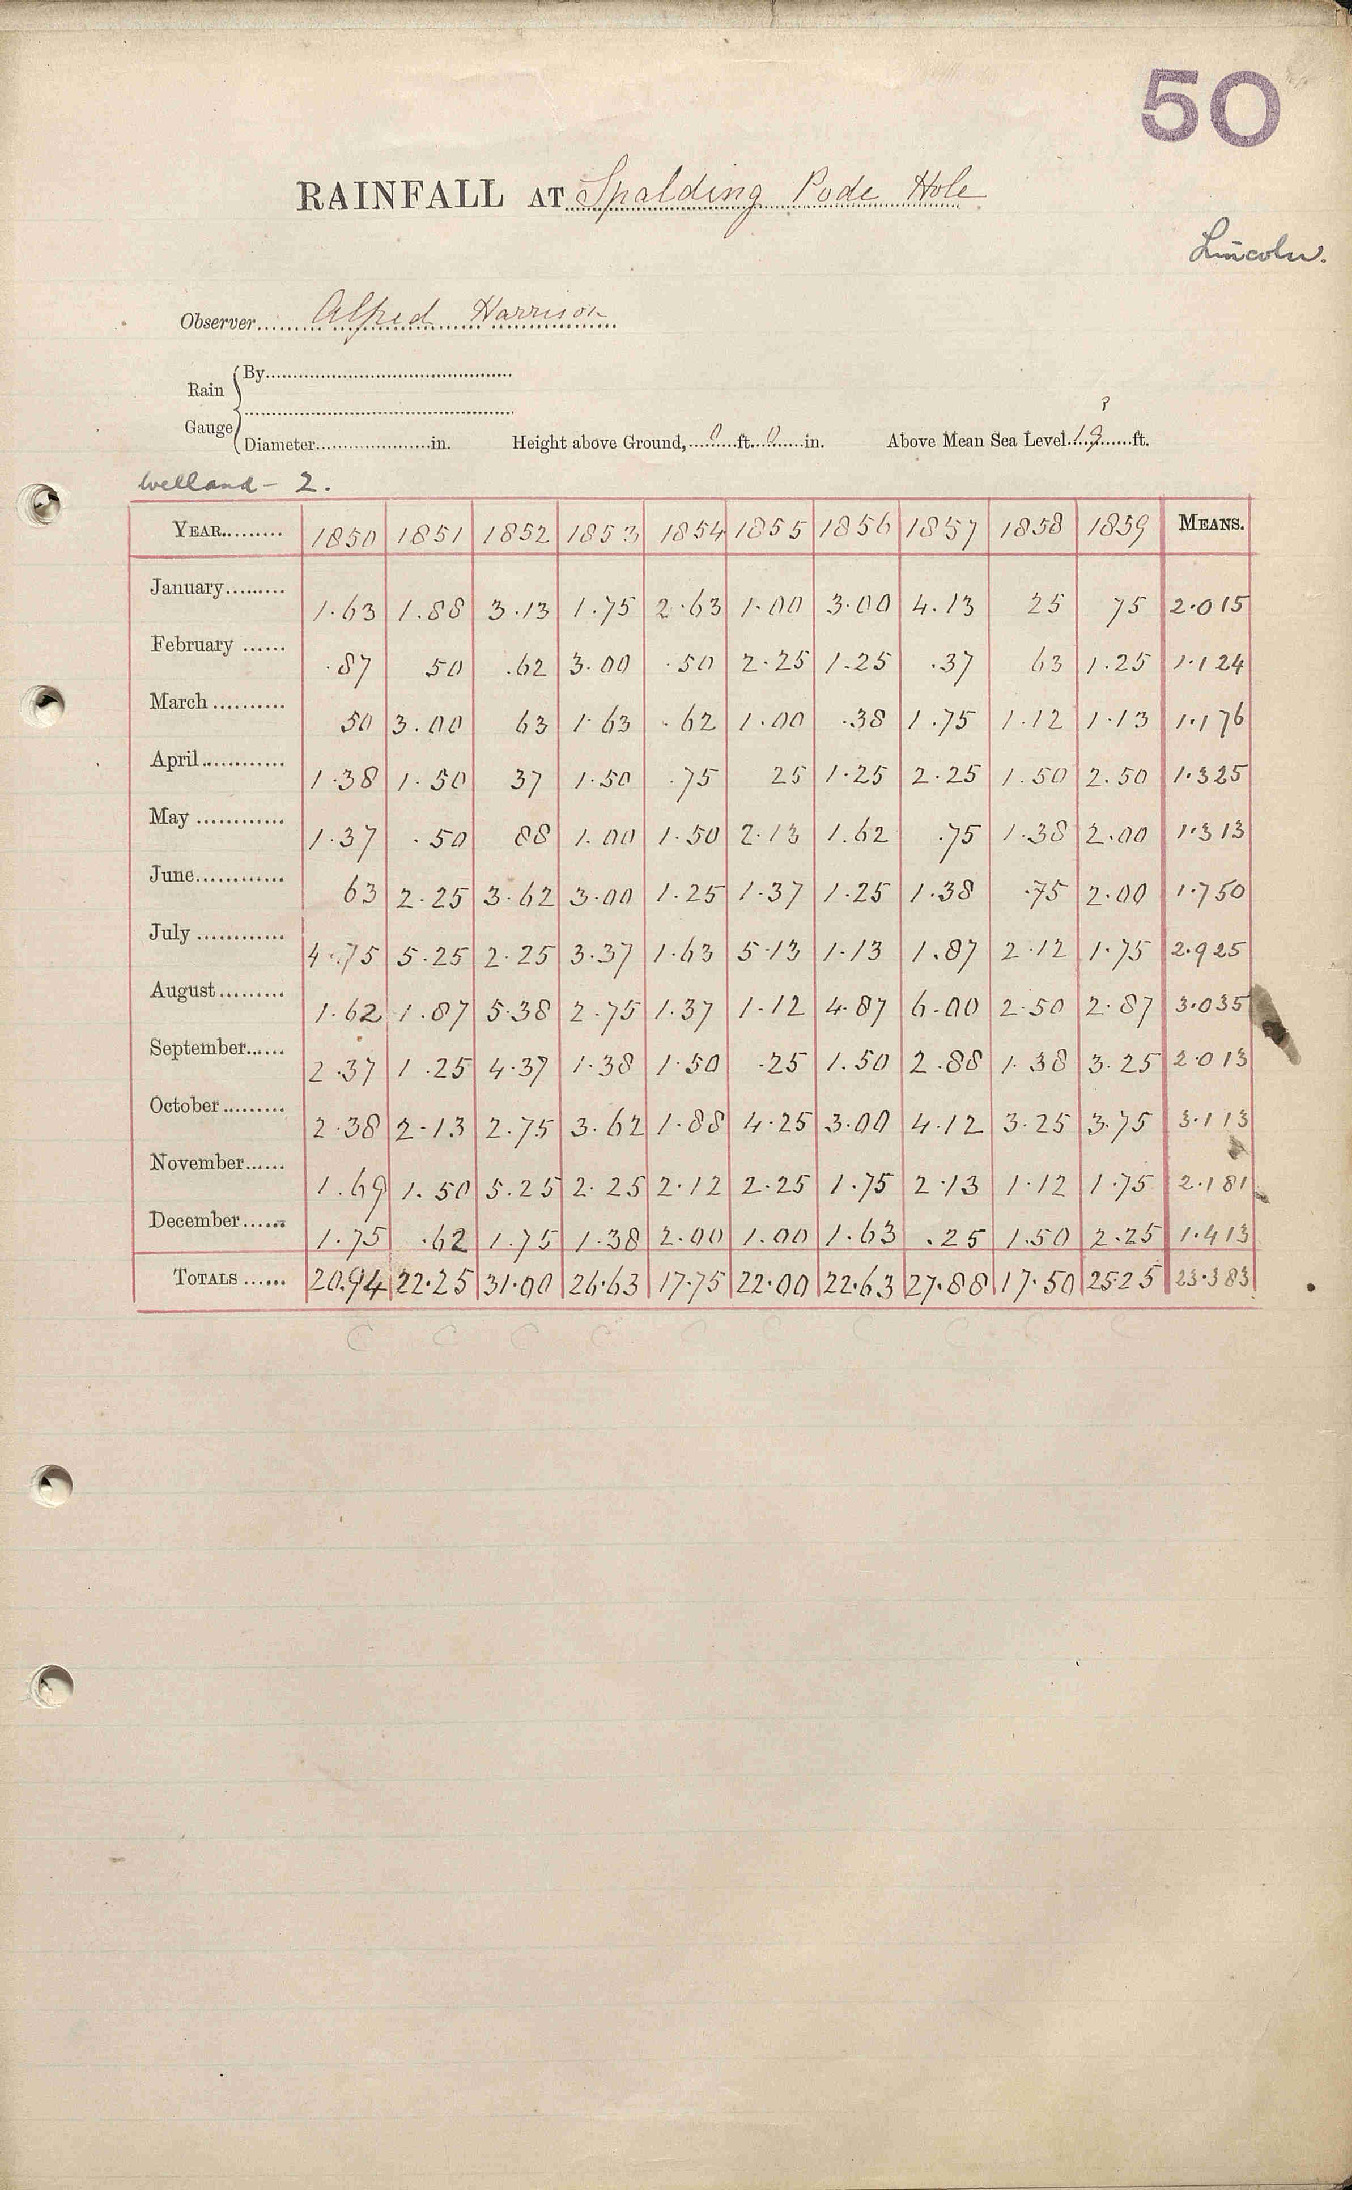 50
RAINFALL AT Spalding Pode Hole
Lincoln.
Observer........ Alfred Harrison
Rain Gauge { By........
Diameter........in. Height above Ground, 0 ft. 0 in. Above Mean Sea Level 19 ft.
?
Welland - 2.
YEAR......... 1850 1851 1852 1853 1854 1855 1856 1857 1858 1859 MEANS.
January......... 1.63 1.88 3.13 1.75 2.63 1.00 3.00 4.13 25 75 2.015
February ...... .87 50 .62 3.00 .50 2.25 1.25 .37 63 1.25 1.124
March.......... 50 3.00 63 1.63 .62 1.00 .38 1.75 1.12 1.13 1.176
April............ 1.38 1.50 37 1.50 .75 25 1.25 2.25 1.50 2.50 1.325
May ............ 1.37 .50 88 1.00 1.50 2.13 1.62 .75 1.38 2.00 1.313
June............ 63 2.25 3.62 3.00 1.25 1.37 1.25 1.38 .75 2.00 1.750
July ............ 4.75 5.25 2.25 3.37 1.63 5.13 1.13 1.87 2.12 1.75 2.925
August......... 1.62 1.87 5.38 2.75 1.37 1.12 4.87 6.00 2.50 2.87 3.035
September...... 2.37 1.25 4.37 1.38 1.50 .25 1.50 2.88 1.38 3.25 2.013
October......... 2.38 2.13 2.75 3.62 1.88 4.25 3.00 4.12 3.25 3.75 3.113
November...... 1.69 1.50 5.25 2.25 2.12 2.25 1.75 2.13 1.12 1.75 2.181
December...... 1.75 .62 1.75 1.38 2.00 1.00 1.63 .25 1.50 2.25 1.413
TOTALS ...... 20.94 22.25 31.00 26.63 17.75 22.00 22.63 27.88 17.50 25.25 23.383
C C C C C C C C C C